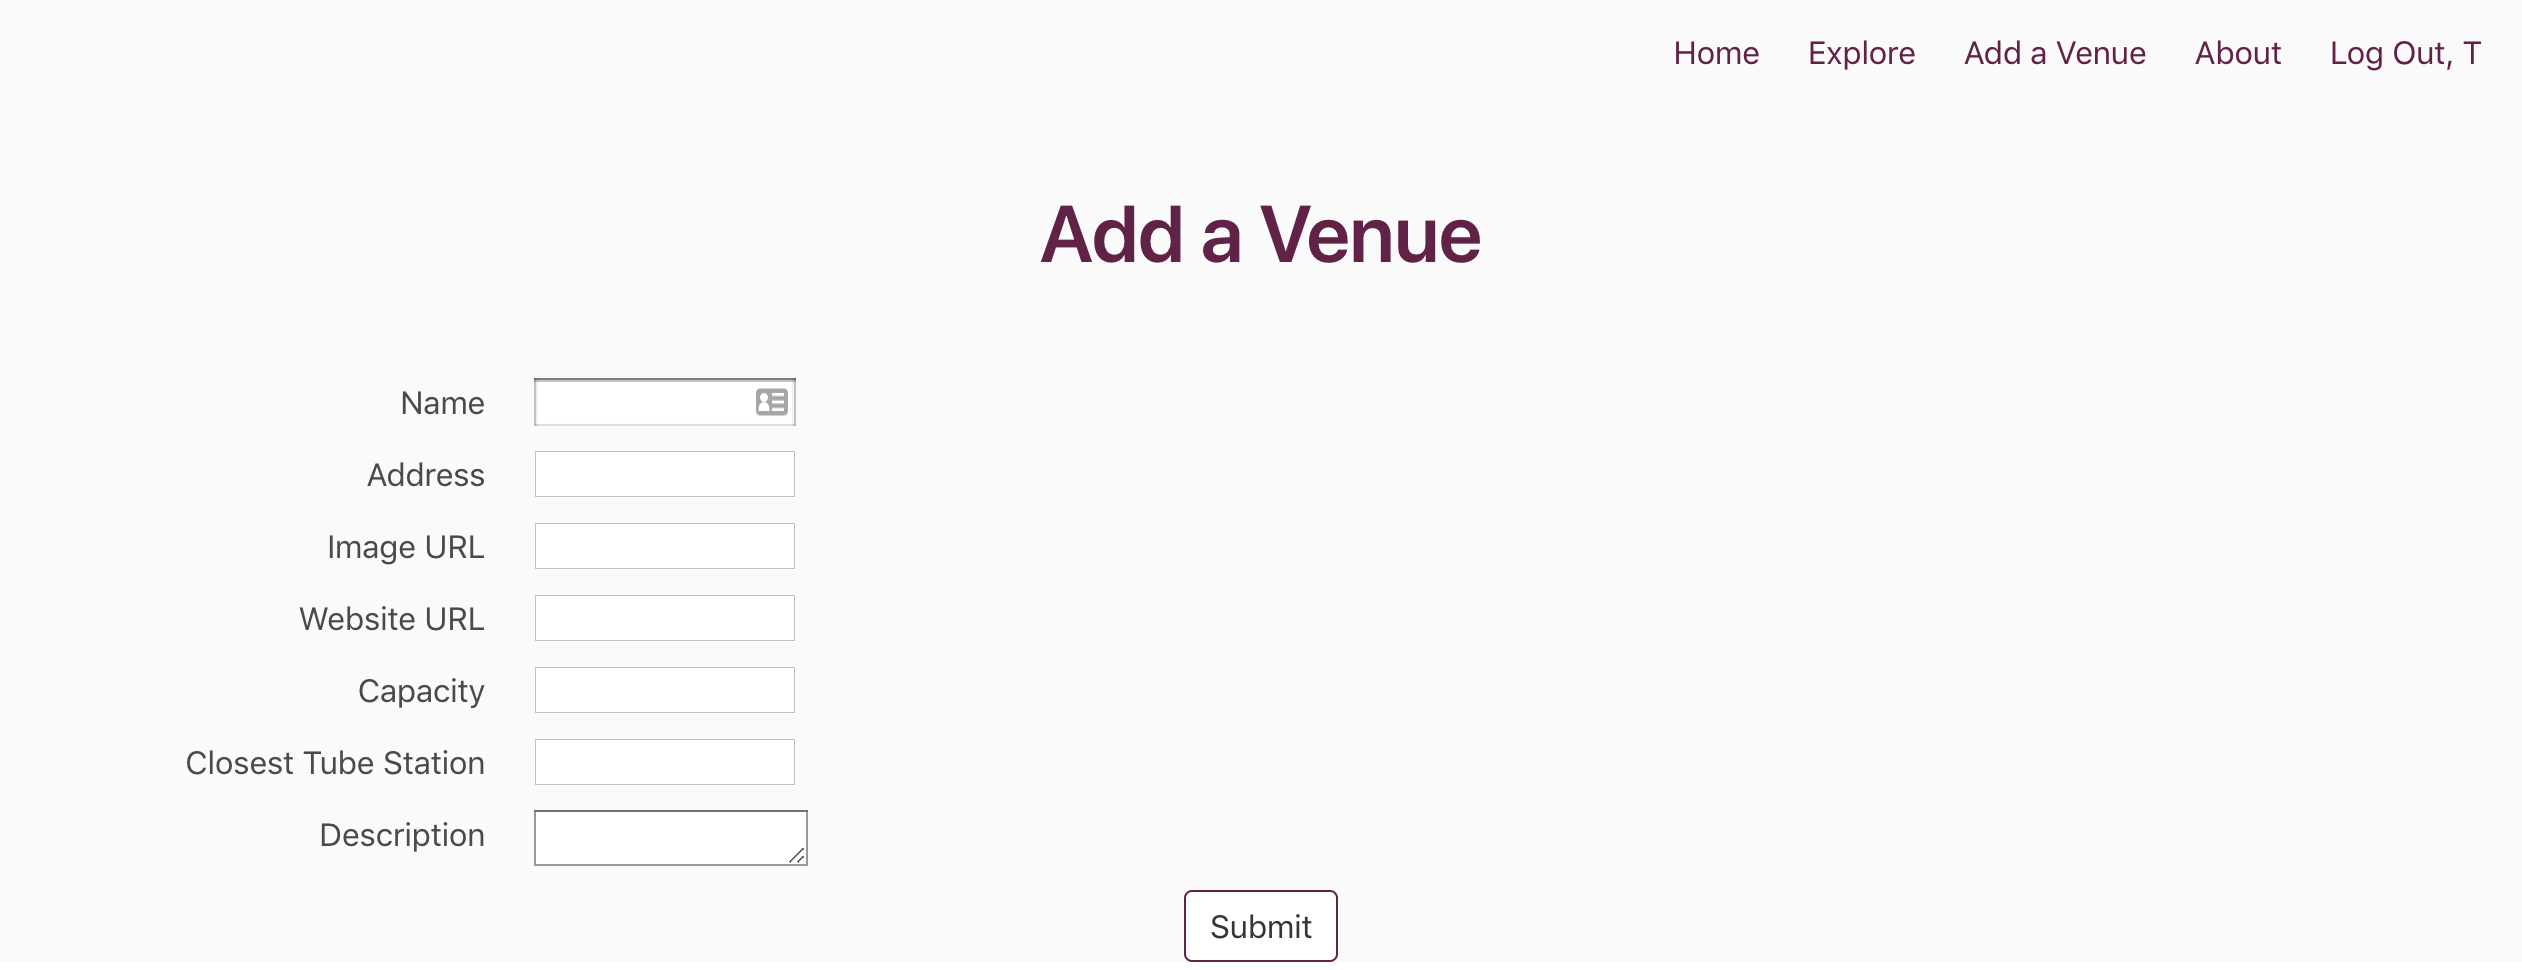 Home Explore Add a Venue About Log Out, T
Add a Venue
Name
Address
Image URL
Website URL
Capacity
Closest Tube Station
Description
Submit